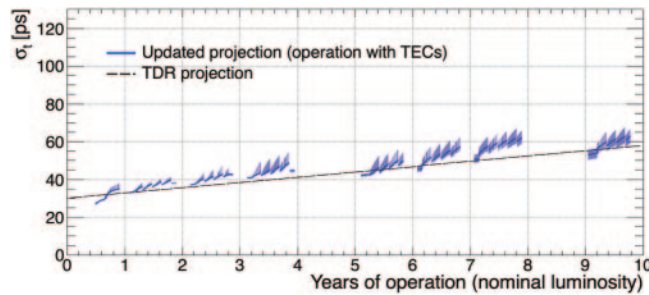 σt [ps]
120
100
80
60
40
20
0
Updated projection (operation with TECs)
TDR projection
0 1 2 3 4 5 6 7 8 9 10
Years of operation (nominal luminosity)